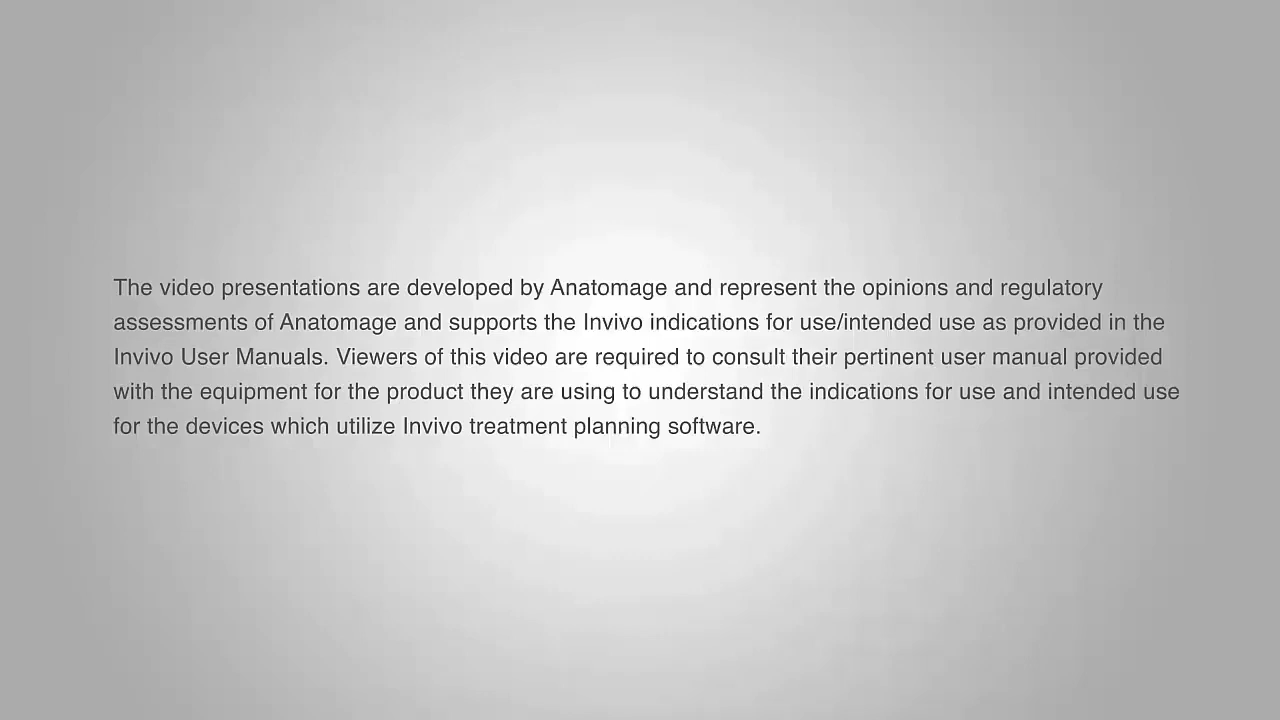 The video presentations are developed by Anatomage and represent the opinions and regulatory
assessments of Anatomage and supports the Invivo indications for use/intended use as provided in the
Invivo User Manuals. Viewers of this video are required to consult their pertinent user manual provided
with the equipment for the product they are using to understand the indications for use and intended use
for the devices which utilize Invivo treatment planning software.